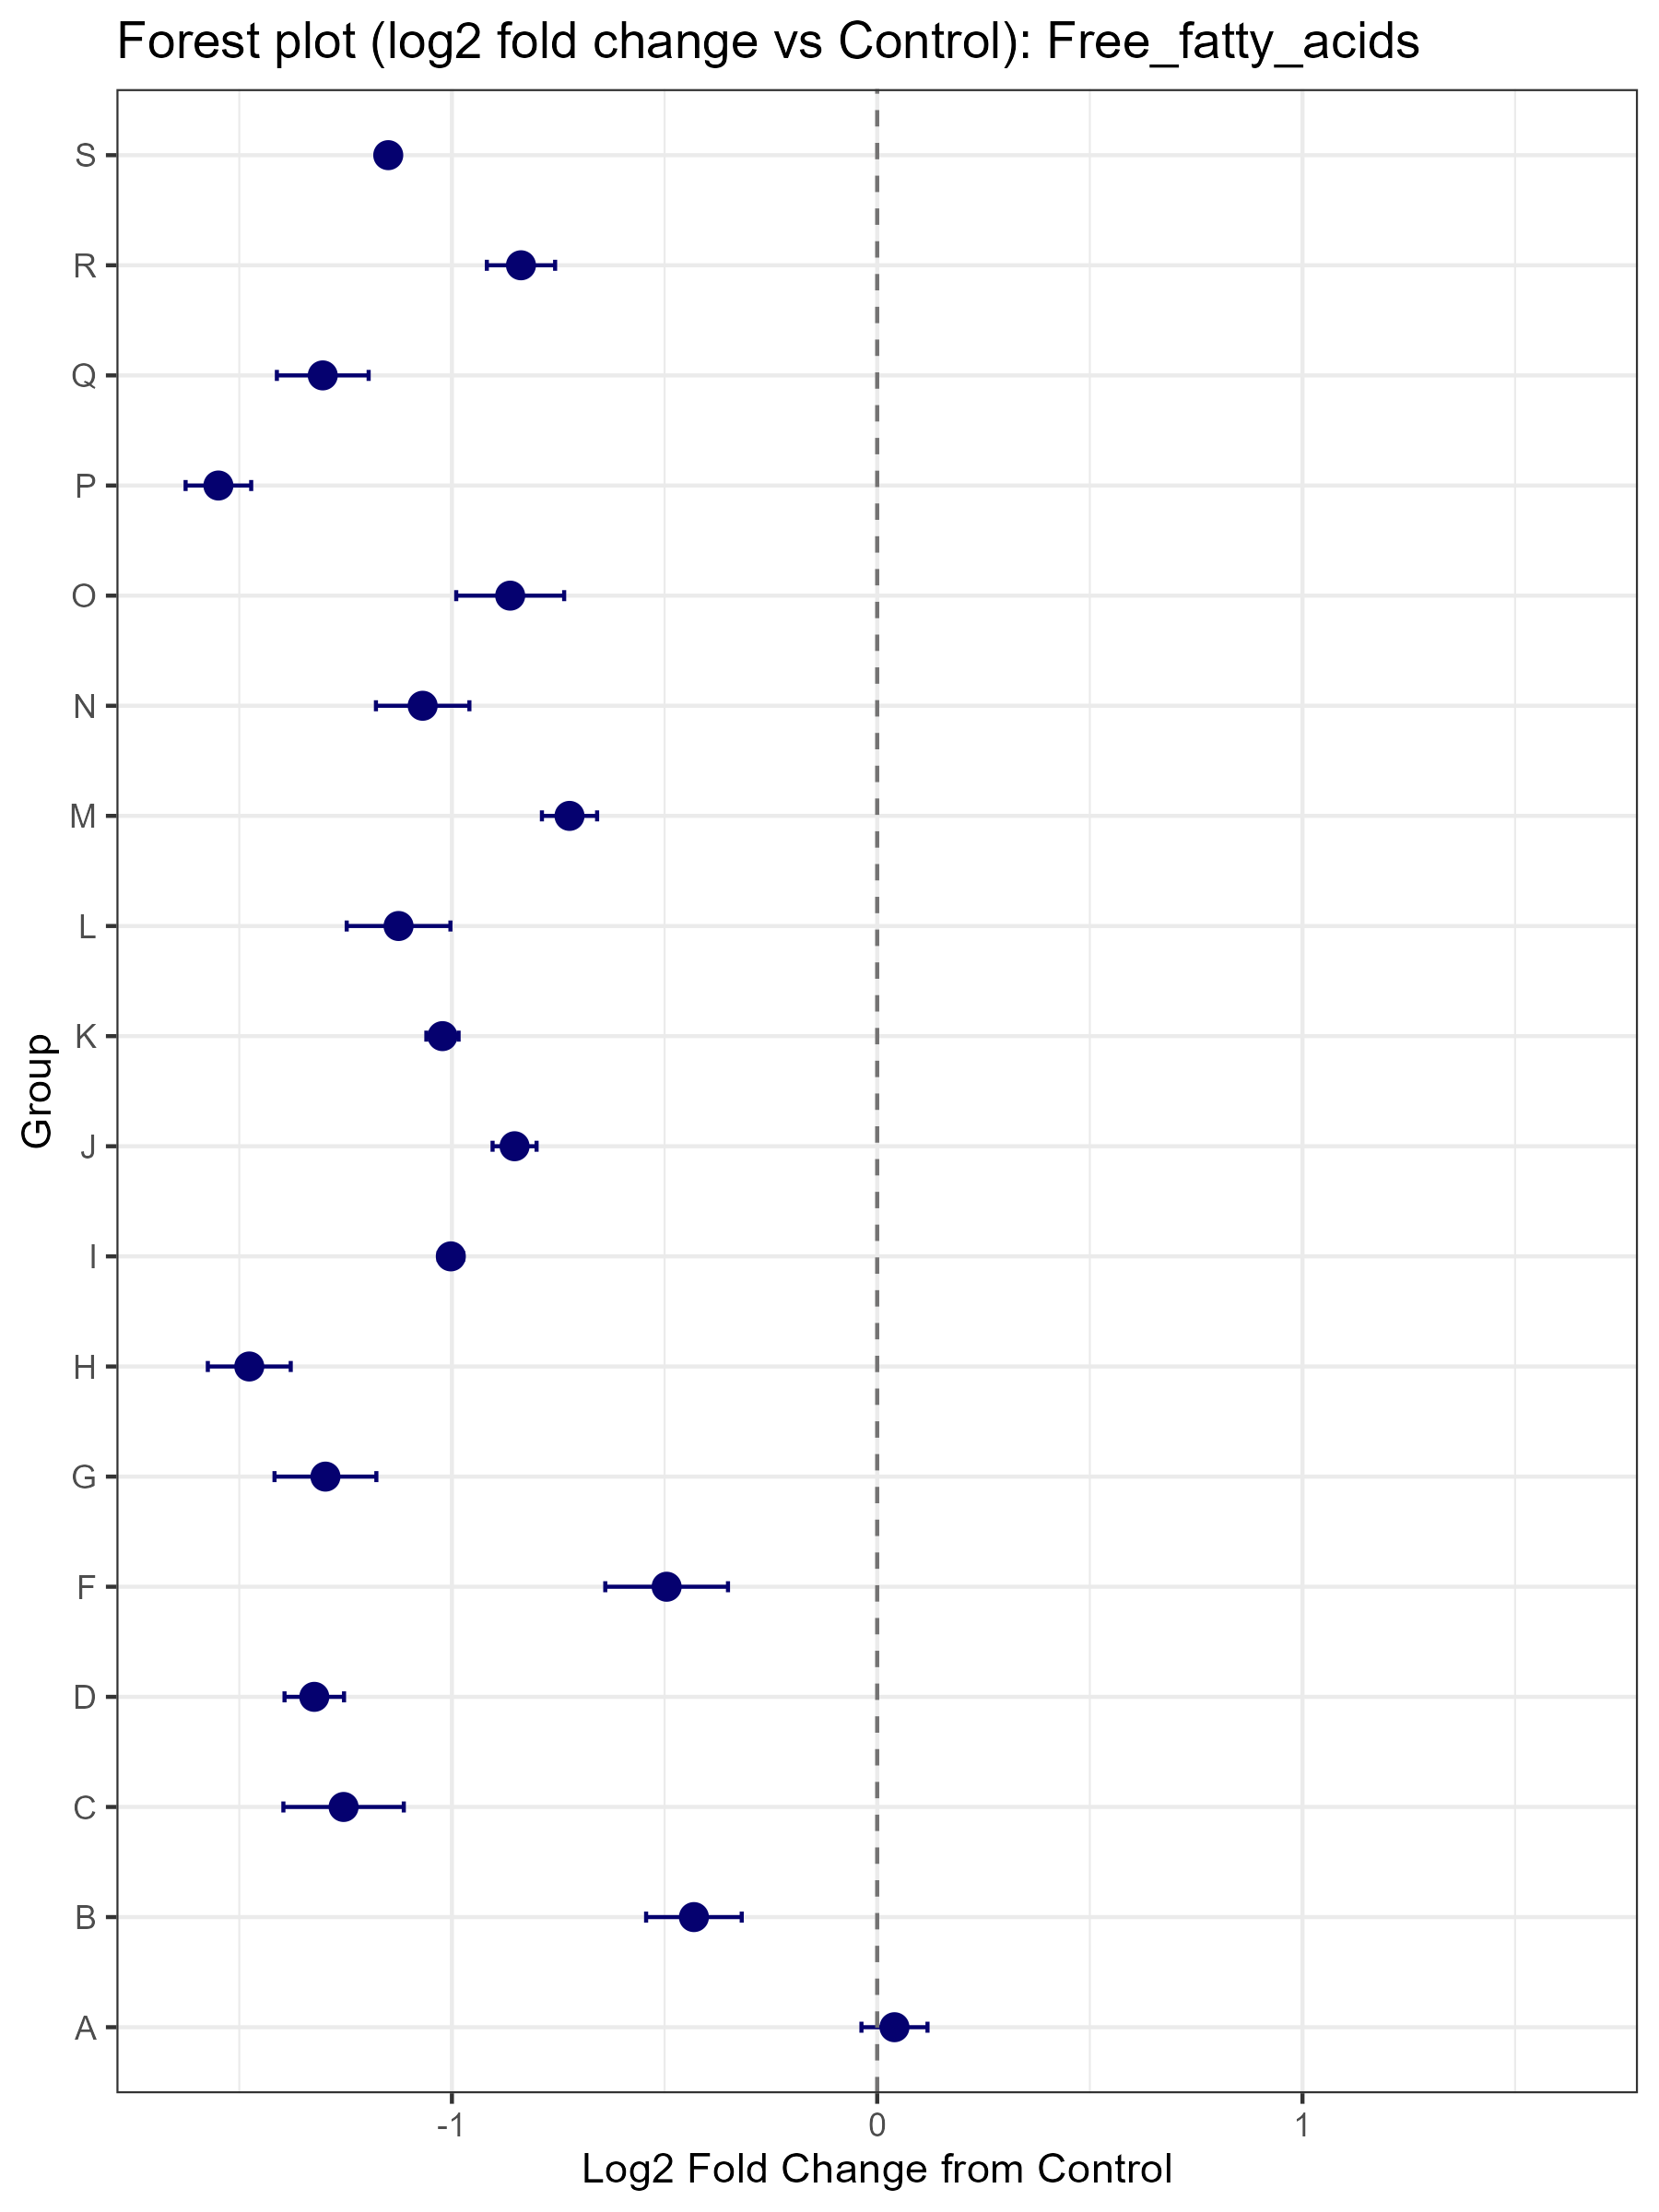 Forest plot (log2 fold change vs Control): Free_fatty_acids
S
R
Q
P
O
N
M
L
K
J
I
H
G
F
D
C
B
A
Group
-1 0 1
Log2 Fold Change from Control